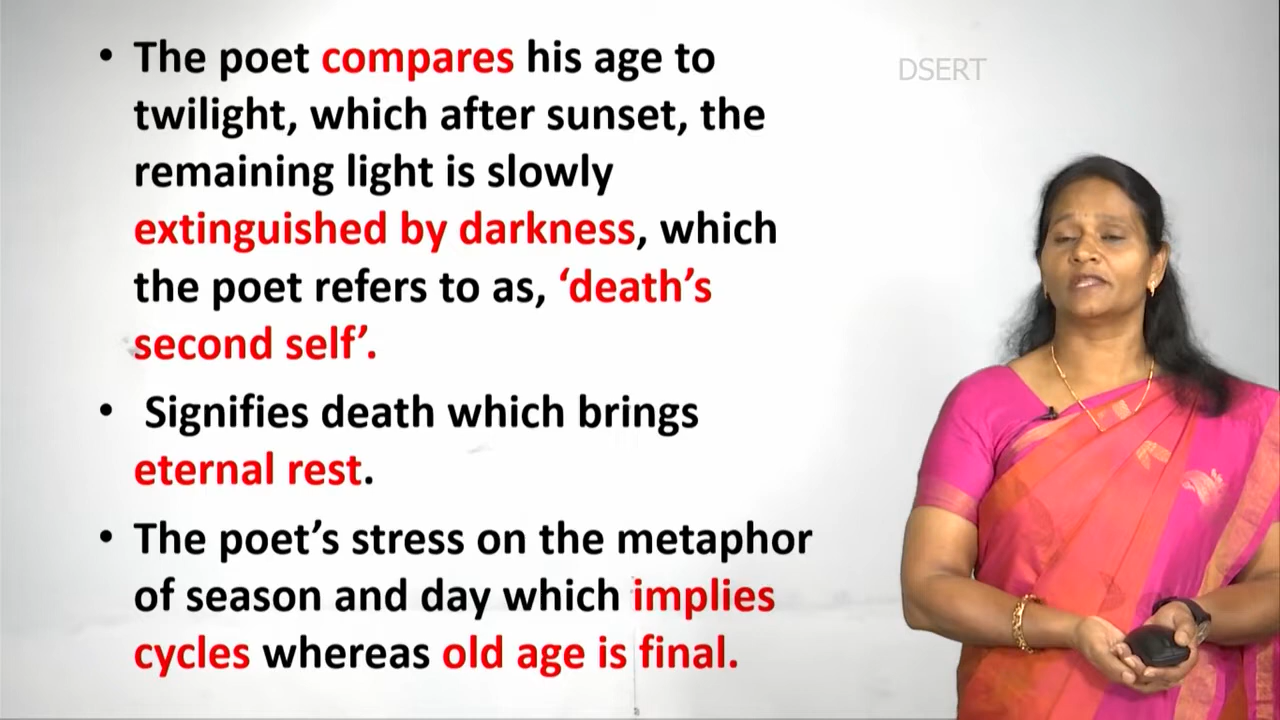 • The poet compares his age to
twilight, which after sunset, the
remaining light is slowly
extinguished by darkness, which
the poet refers to as, ‘death’s
second self’.
• Signifies death which brings
eternal rest.
• The poet’s stress on the metaphor
of season and day which implies
cycles whereas old age is final.
DSERT